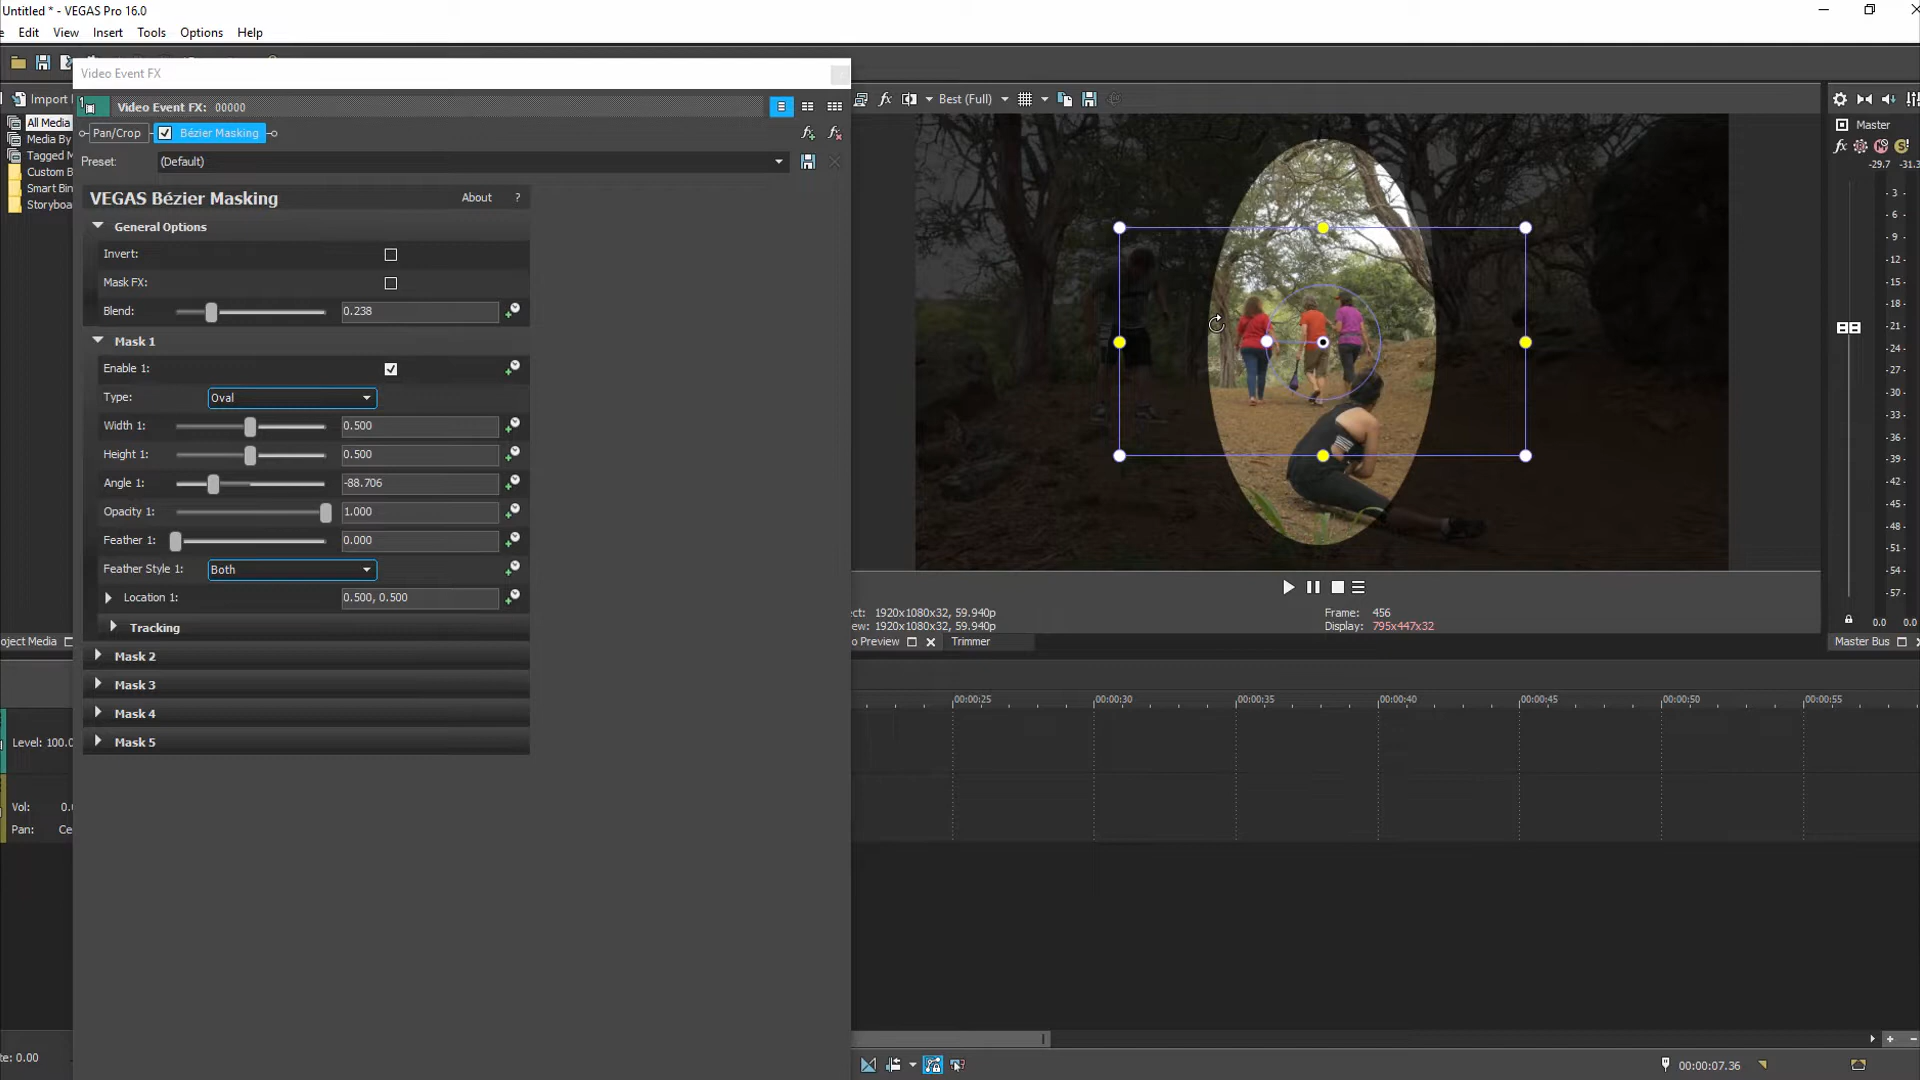 Untitled * - VEGAS Pro 16.0
Edit View Insert Tools Options Help
Video Event FX
Import
All Media
Media By
Tagged M
Custom B
Smart Bin
Storyboa
Video Event FX: 00000
Pan/Crop
Bézier Masking
Preset: (Default)
VEGAS Bézier Masking
About ?
General Options
Invert:
Mask FX:
Blend: 0.238
Mask 1
Enable 1:
Type: Oval
Width 1: 0.500
Height 1: 0.500
Angle 1: -88.706
Opacity 1: 1.000
Feather 1: 0.000
Feather Style 1: Both
Location 1: 0.500, 0.500
Tracking
Mask 2
Mask 3
Mask 4
Mask 5
Best (Full)
ect: 1920x1080x32, 59.940p
ew: 1920x1080x32, 59.940p
Frame: 456
Display: 795x447x32
o Preview
Trimmer
Master
-29.7 -31.3
- 3
- 6
- 9
- 12
- 15
- 18
- 21
- 24
- 27
- 30
- 33
- 36
- 39
- 42
- 45
- 48
- 51
- 54
- 57
0.0 0.0
Master Bus
oject Media
00:00:25 00:00:30 00:00:35 00:00:40 00:00:45 00:00:50 00:00:55
Level: 100.0
Vol: 0.
Pan: Ce
te: 0.00
00:00:07.36